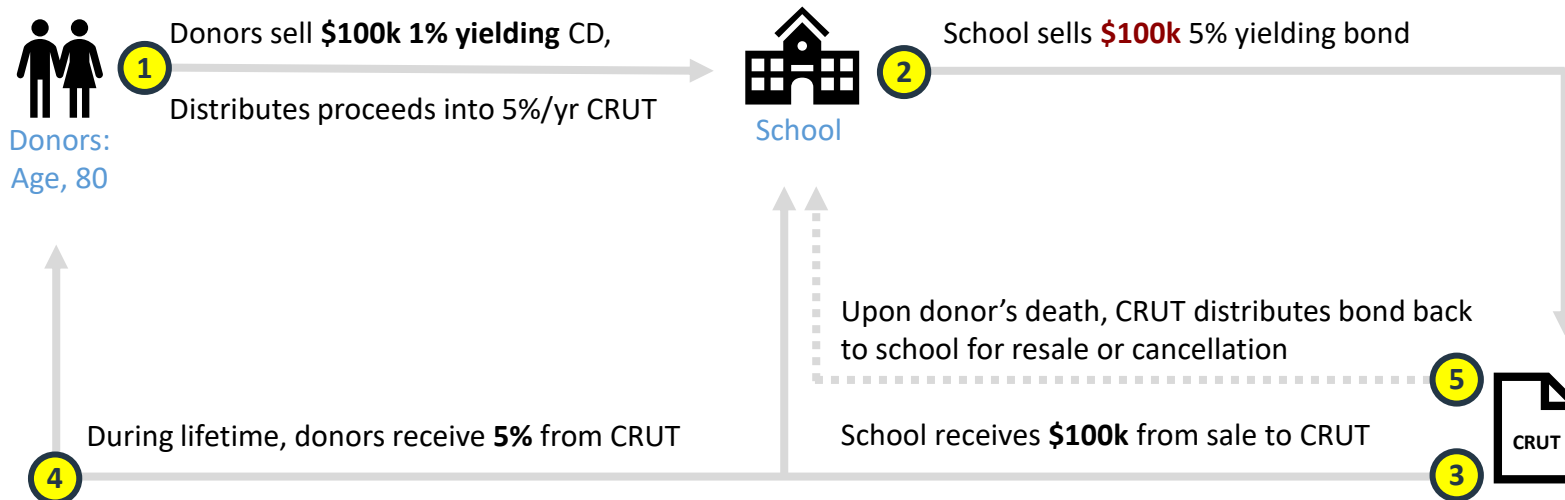 1
Donors sell $100k 1% yielding CD,
Distributes proceeds into 5%/yr CRUT
Donors:
Age, 80
School
2
School sells $100k 5% yielding bond
Upon donor’s death, CRUT distributes bond back
to school for resale or cancellation
5
During lifetime, donors receive 5% from CRUT
4
School receives $100k from sale to CRUT
3
CRUT